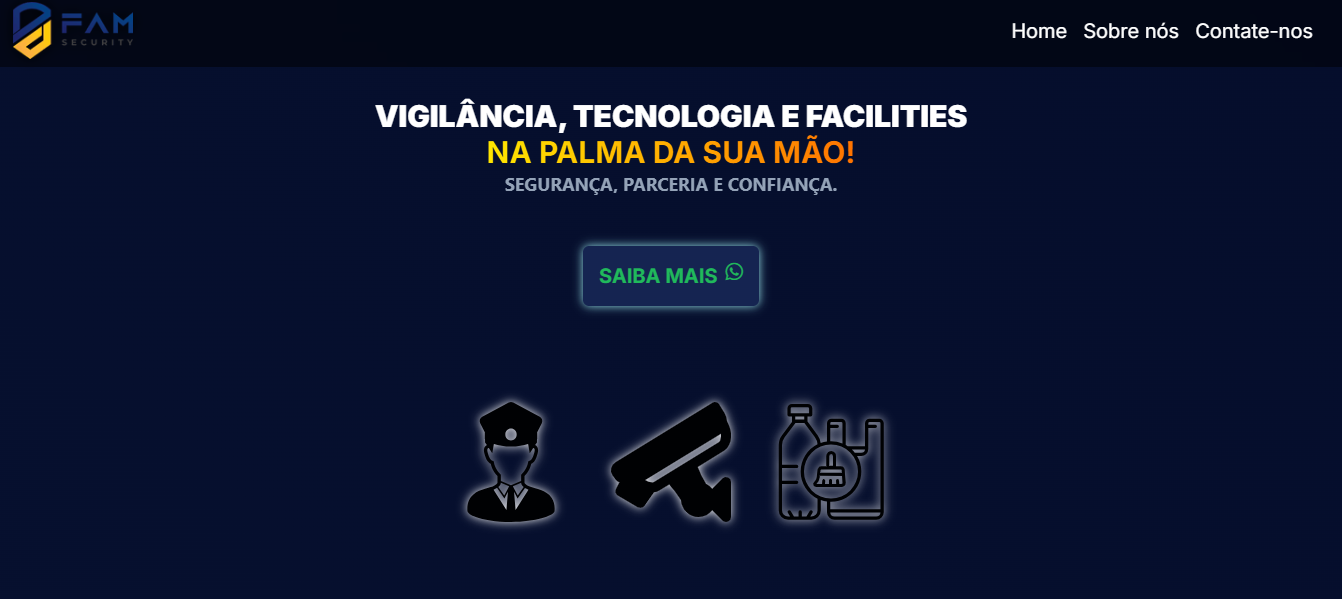 FAM
SECURITY
Home Sobre nós Contate-nos
VIGILÂNCIA, TECNOLOGIA E FACILITIES
NA PALMA DA SUA MÃO!
SEGURANÇA, PARCERIA E CONFIANÇA.
SAIBA MAIS